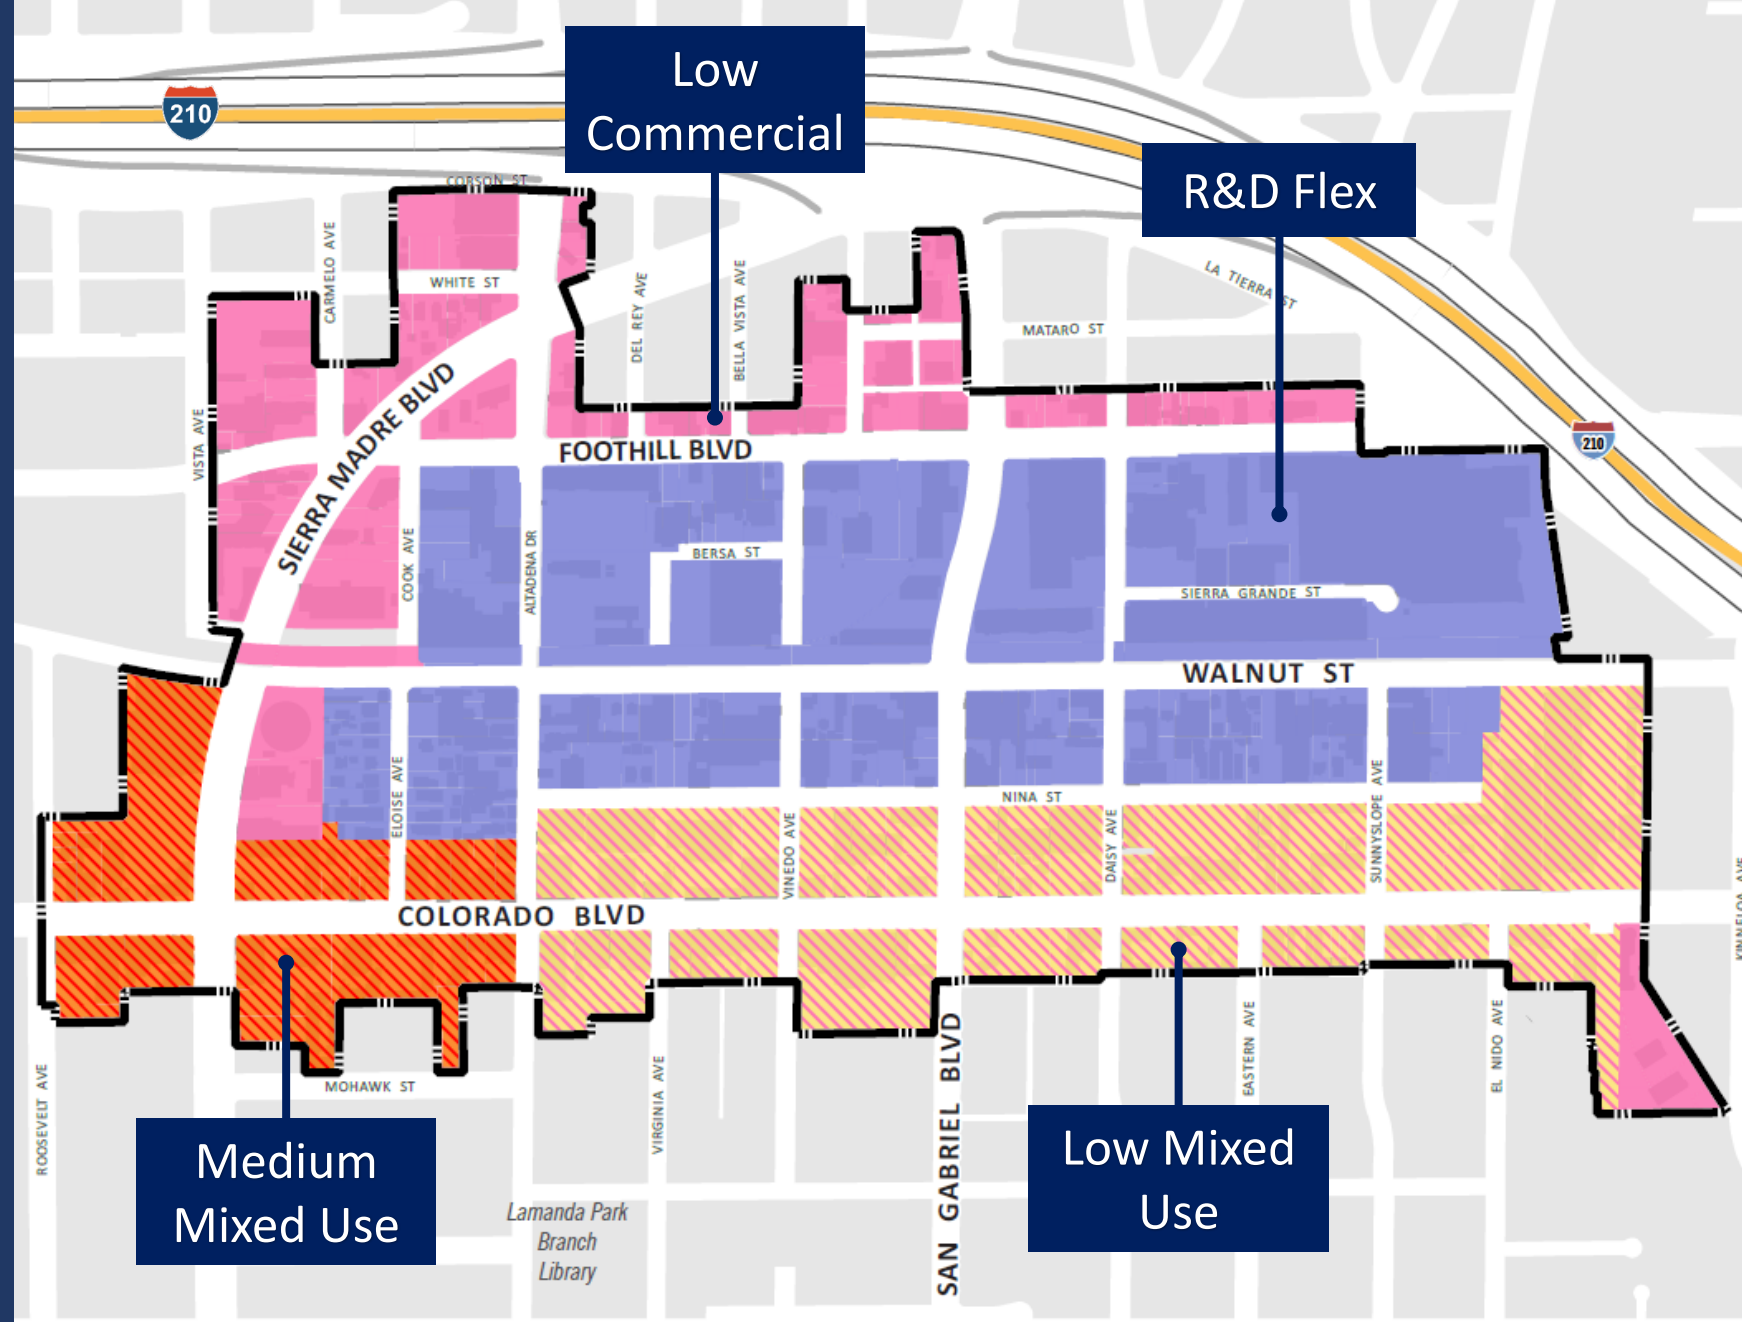 Low
Commercial
210
R&D Flex
CORSON ST
CARMELO AVE
WHITE ST
DEL REY AVE
BELLA VISTA AVE
LA TIERRA ST
MATARO ST
210
VISTA AVE
SIERRA MADRE BLVD
FOOTHILL BLVD
COOK AVE
ALTADENA DR
BERSA ST
SIERRA GRANDE ST
WALNUT ST
ELOISE AVE
NINA ST
VINEDO AVE
DAISY AVE
SUNNYSLOPE AVE
KINNELOA AVE
COLORADO BLVD
ROOSEVELT AVE
MOHAWK ST
VIRGINIA AVE
SAN GABRIEL BLVD
EASTERN AVE
EL NIDO AVE
Medium
Mixed Use
Low Mixed
Use
Lamanda Park
Branch
Library